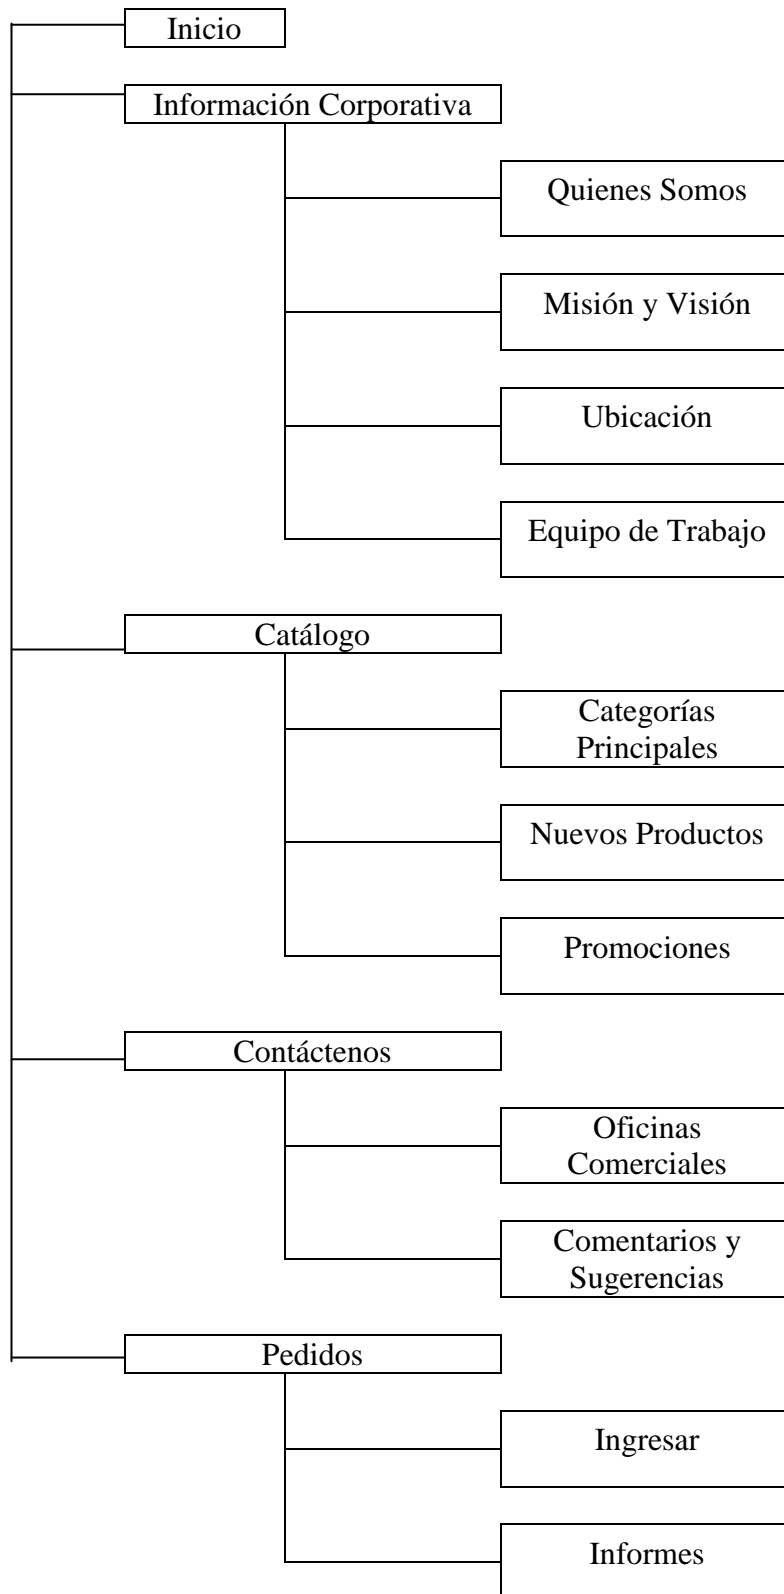 Inicio
Información Corporativa
Quienes Somos
Misión y Visión
Ubicación
Equipo de Trabajo
Catálogo
Categorías
Principales
Nuevos Productos
Promociones
Contáctenos
Oficinas
Comerciales
Comentarios y
Sugerencias
Pedidos
Ingresar
Informes